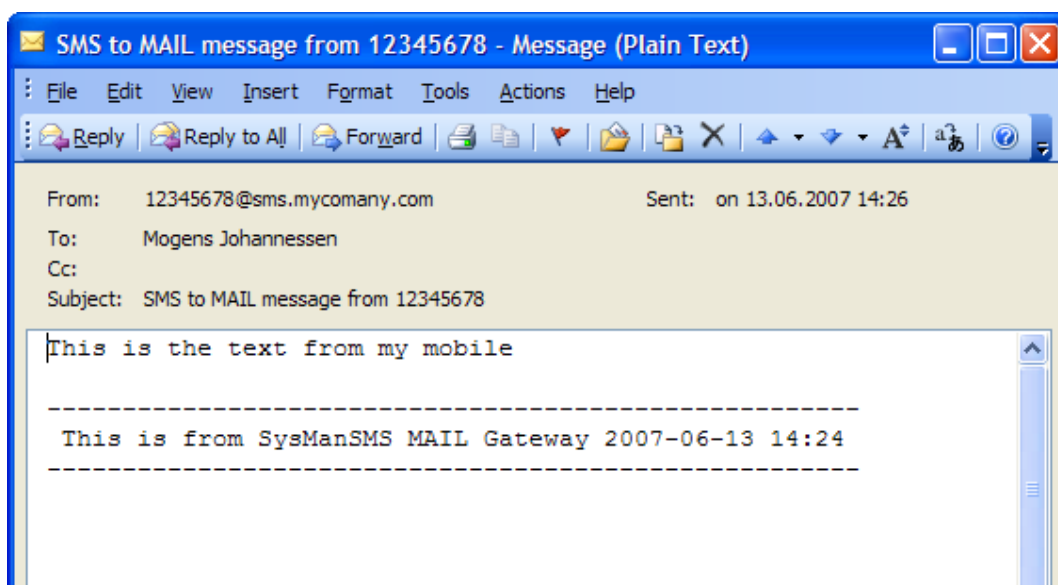 SMS to MAIL message from 12345678 - Message (Plain Text)
File Edit View Insert Format Tools Actions Help
Reply Reply to All Forward
From: 12345678@sms.mycomany.com Sent: on 13.06.2007 14:26
To: Mogens Johannessen
Cc:
Subject: SMS to MAIL message from 12345678
This is the text from my mobile
------------------------------------------------------
This is from SysManSMS MAIL Gateway 2007-06-13 14:24
------------------------------------------------------